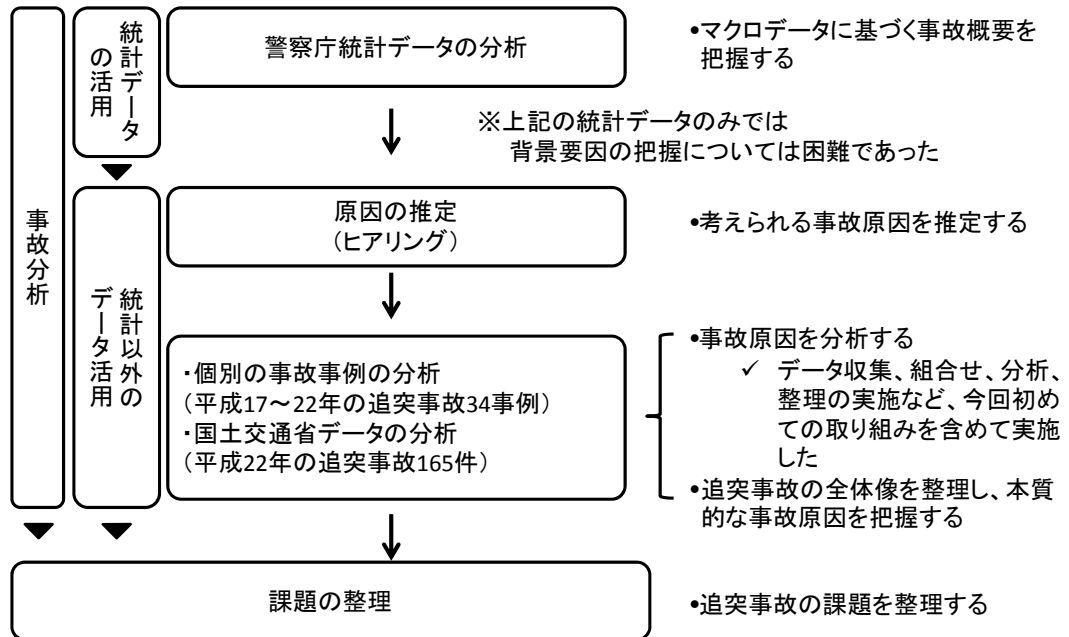 事故分析
統計データ
の活用
警察庁統計データの分析
•マクロデータに基づく事故概要を
把握する
※上記の統計データのみでは
背景要因の把握については困難であった
統計以外の
データ活用
原因の推定
（ヒアリング）
•考えられる事故原因を推定する
・個別の事故事例の分析
（平成17～22年の追突事故34事例）
・国土交通省データの分析
（平成22年の追突事故165件）
•事故原因を分析する
✓ データ収集、組合せ、分析、
整理の実施など、今回初め
ての取り組みを含めて実施
した
•追突事故の全体像を整理し、本質
的な事故原因を把握する
課題の整理
•追突事故の課題を整理する